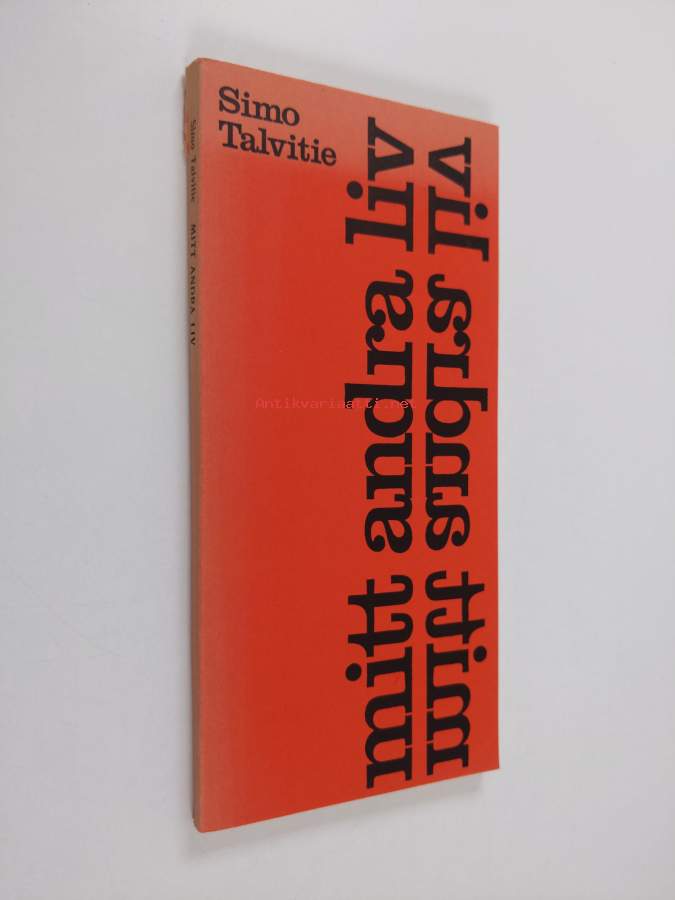 Simo
Talvitie
mitt andra liv
mitt andra liv
Simo Talvitie MITT ANDRA LIV
Antikvariaatti.net